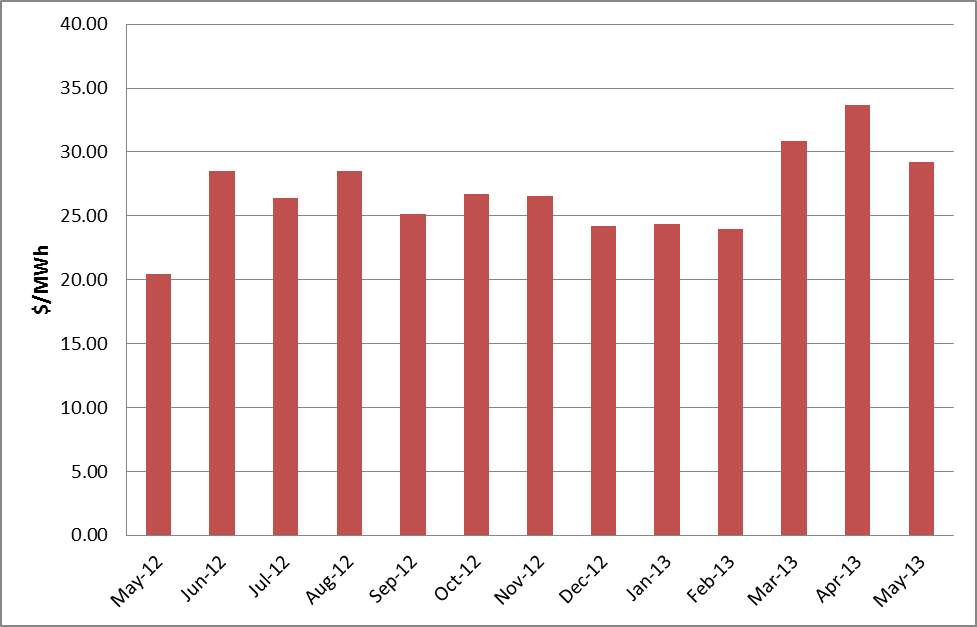 40.00
35.00
30.00
25.00
20.00
15.00
10.00
5.00
0.00
$/MWh
May-12
Jun-12
Jul-12
Aug-12
Sep-12
Oct-12
Nov-12
Dec-12
Jan-13
Feb-13
Mar-13
Apr-13
May-13